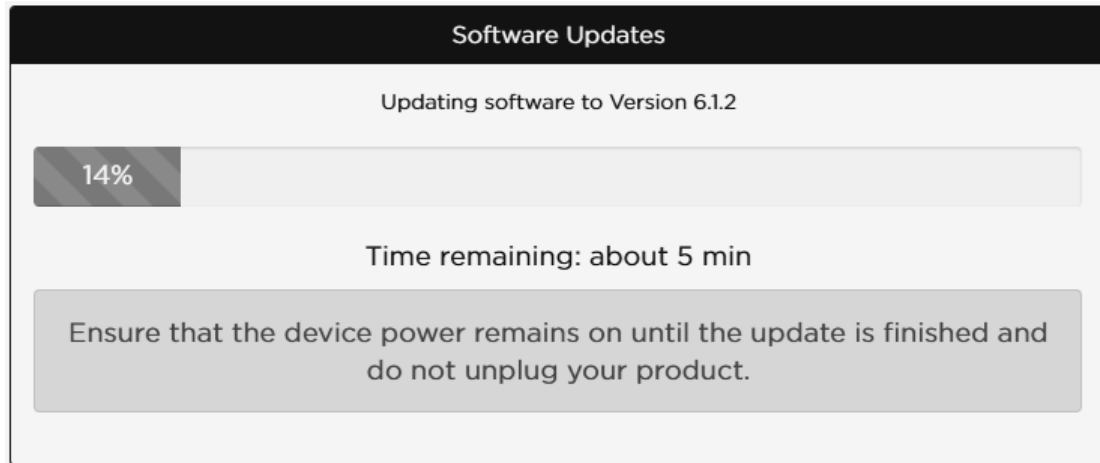 Software Updates
Updating software to Version 6.1.2
14%
Time remaining: about 5 min
Ensure that the device power remains on until the update is finished and
do not unplug your product.